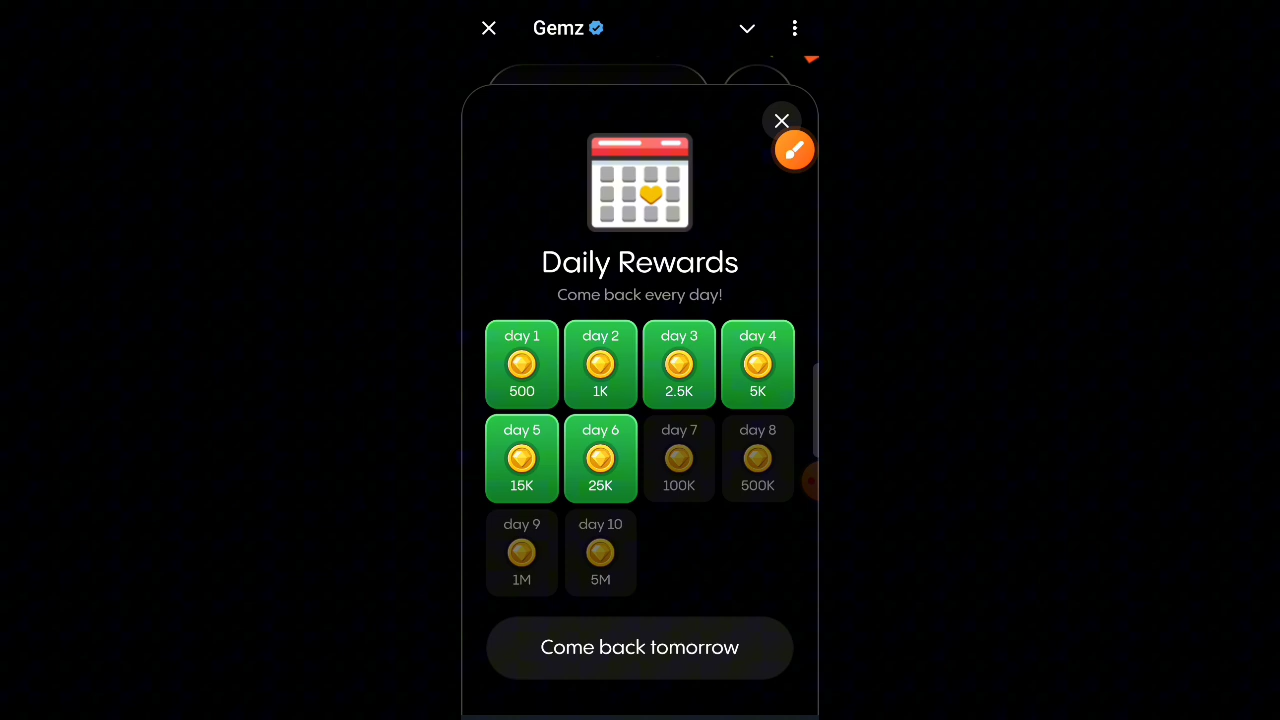 Gemz
Daily Rewards
Come back every day!
day 1 day 2 day 3 day 4
500 1K 2.5K 5K
day 5 day 6 day 7 day 8
15K 25K 100K 500K
day 9 day 10
1M 5M
Come back tomorrow